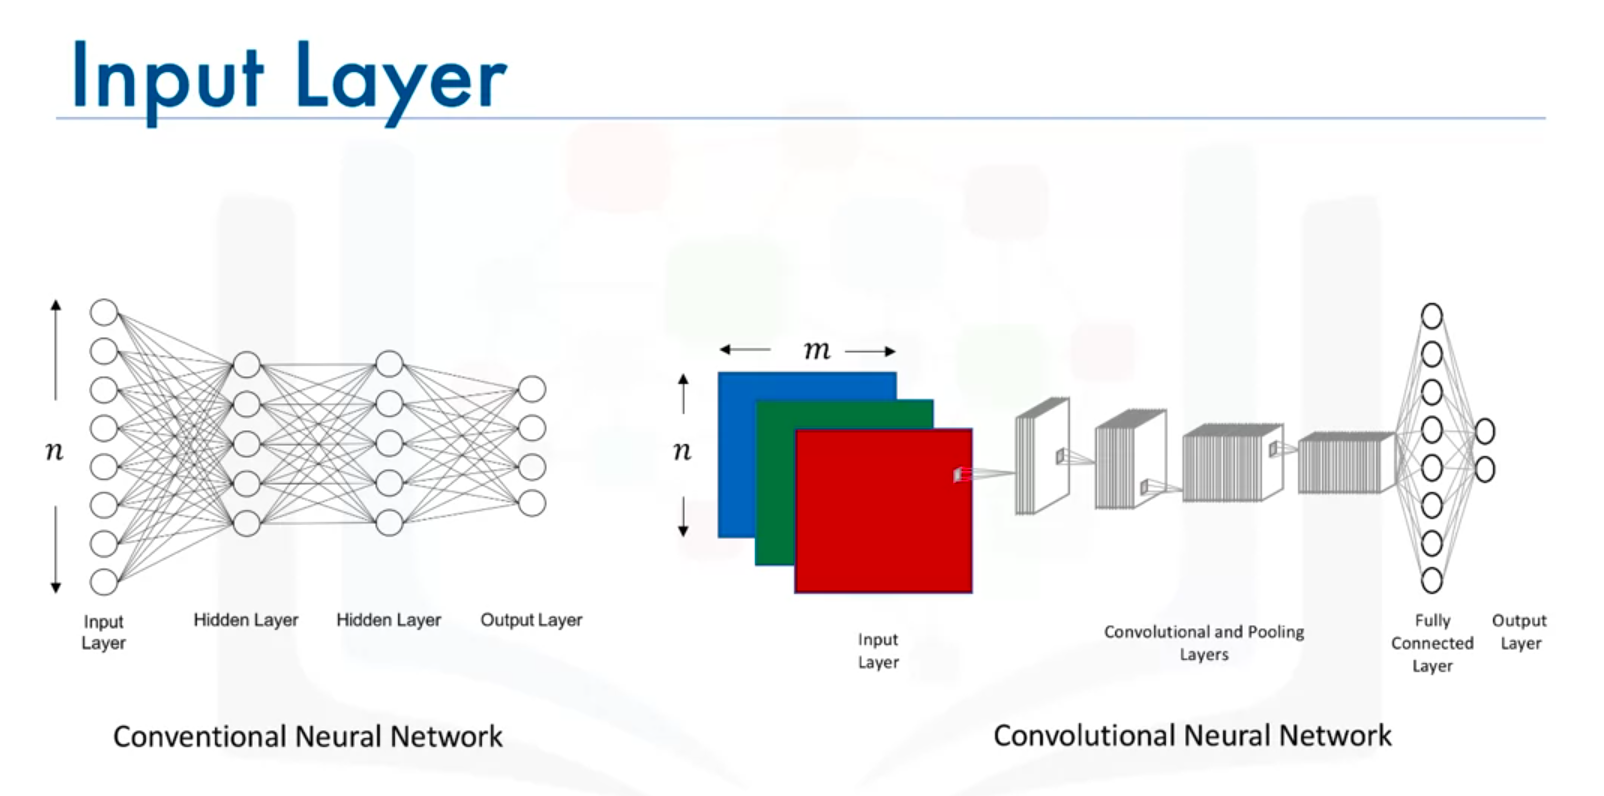 Input Layer
n
Input
Layer
Hidden Layer
Hidden Layer
Output Layer
Conventional Neural Network
m
n
Input
Layer
Convolutional and Pooling
Layers
Fully
Connected
Layer
Output
Layer
Convolutional Neural Network